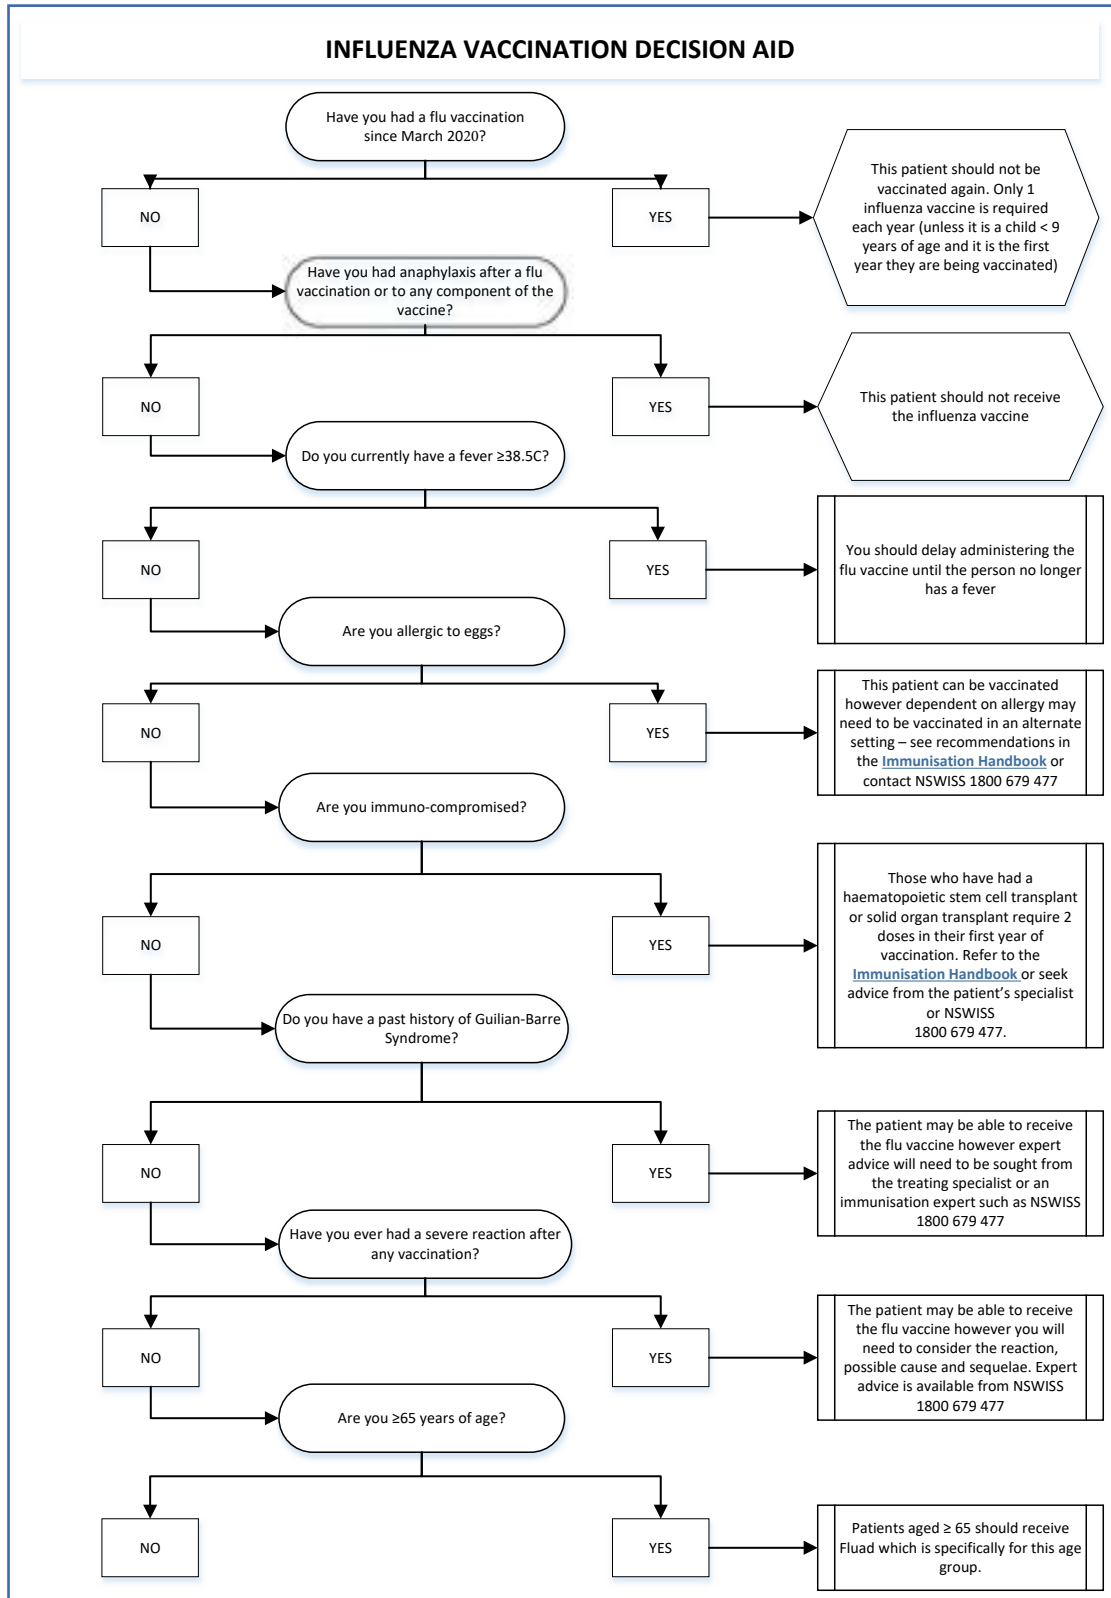 INFLUENZA VACCINATION DECISION AID
Have you had a flu vaccination
since March 2020?
NO
YES
This patient should not be
vaccinated again. Only 1
influenza vaccine is required
each year (unless it is a child < 9
years of age and it is the first
year they are being vaccinated)
Have you had anaphylaxis after a flu
vaccination or to any component of the
vaccine?
NO
YES
This patient should not receive
the influenza vaccine
Do you currently have a fever ≥38.5C?
NO
YES
You should delay administering the
flu vaccine until the person no longer
has a fever
Are you allergic to eggs?
NO
YES
This patient can be vaccinated
however dependent on allergy may
need to be vaccinated in an alternate
setting – see recommendations in
the Immunisation Handbook or
contact NSWISS 1800 679 477
Are you immuno-compromised?
NO
YES
Those who have had a
haematopoietic stem cell transplant
or solid organ transplant require 2
doses in their first year of
vaccination. Refer to the
Immunisation Handbook or seek
advice from the patient's specialist
or NSWISS
1800 679 477.
Do you have a past history of Guilian-Barre
Syndrome?
NO
YES
The patient may be able to receive
the flu vaccine however expert
advice will need to be sought from
the treating specialist or an
immunisation expert such as NSWISS
1800 679 477
Have you ever had a severe reaction after
any vaccination?
NO
YES
The patient may be able to receive
the flu vaccine however you will
need to consider the reaction,
possible cause and sequelae. Expert
advice is available from NSWISS
1800 679 477
Are you ≥65 years of age?
NO
YES
Patients aged ≥ 65 should receive
Fluad which is specifically for this age
group.